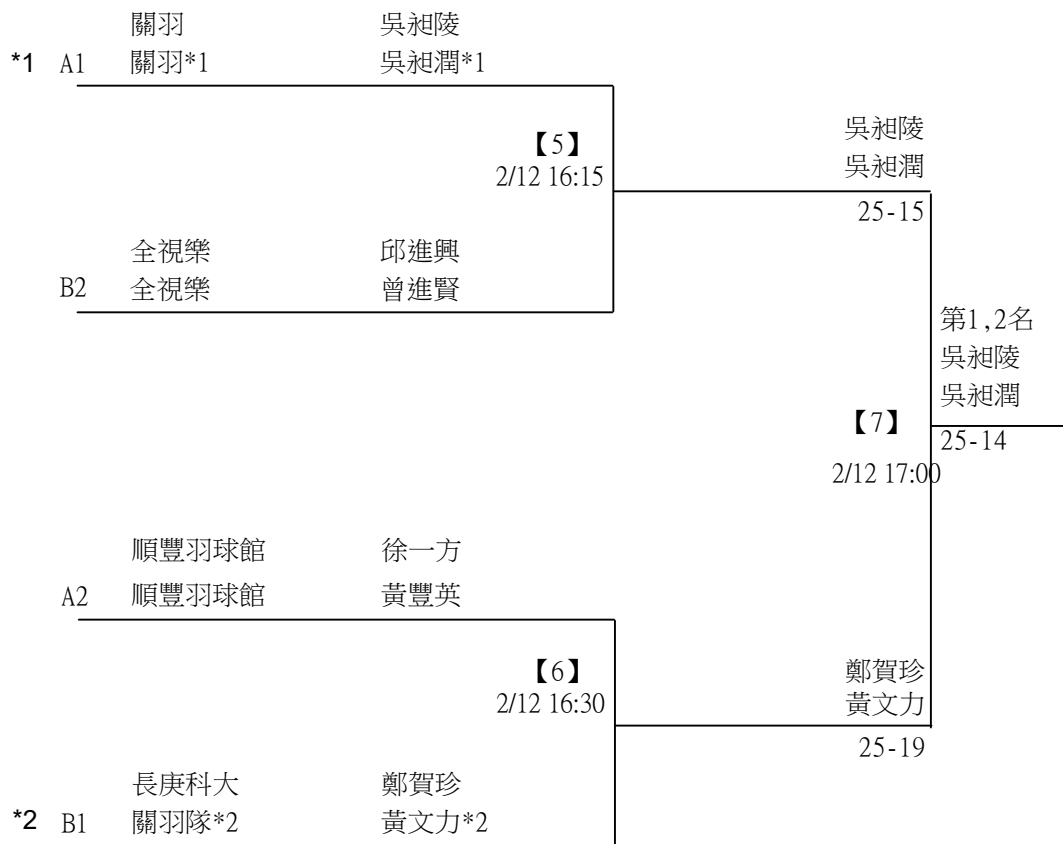 關羽 吳昶陵
*1 A1 關羽*1 吳昶潤*1
【5】
2/12 16:15
吳昶陵
吳昶潤
25-15
全視樂 邱進興
B2 全視樂 曾進賢
第1,2名
吳昶陵
吳昶潤
【7】
25-14
2/12 17:00
順豐羽球館 徐一方
A2 順豐羽球館 黃豐英
【6】
2/12 16:30
鄭賀珍
黃文力
25-19
長庚科大 鄭賀珍
*2 B1 關羽隊*2 黃文力*2